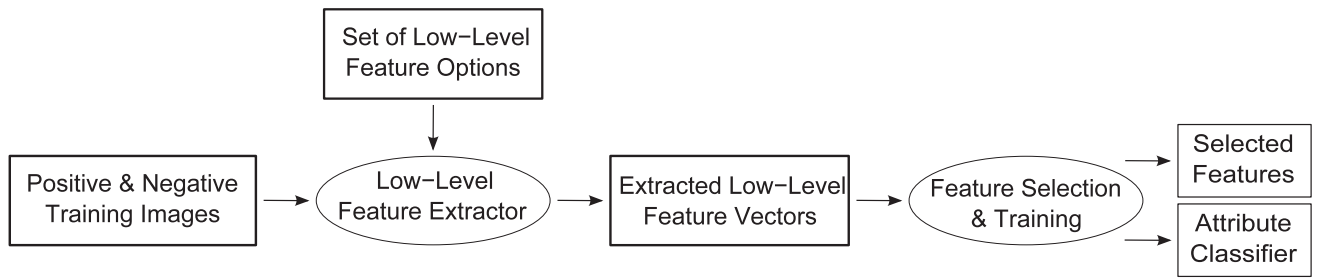 Set of Low−Level
Feature Options
Positive & Negative
Training Images
Low−Level
Feature Extractor
Extracted Low−Level
Feature Vectors
Feature Selection
& Training
Selected
Features
Attribute
Classifier